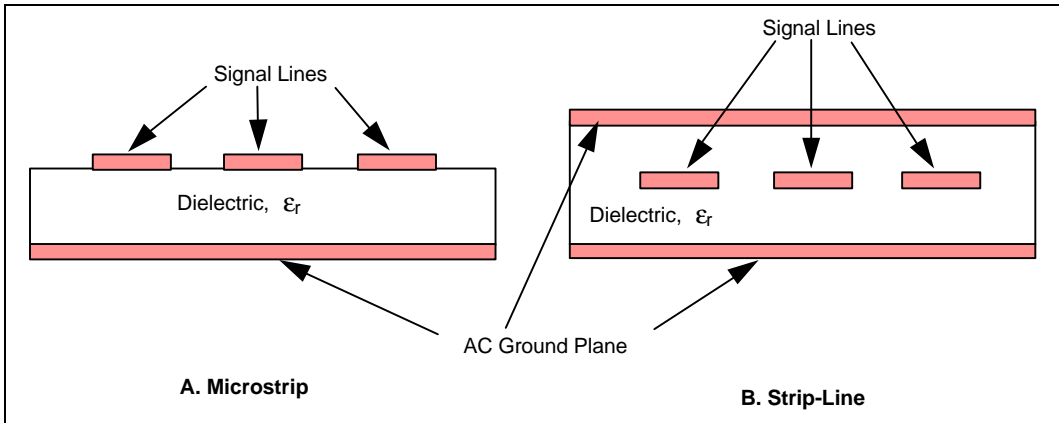 Signal Lines
Dielectric, εr
A. Microstrip
Signal Lines
Dielectric, εr
AC Ground Plane
B. Strip-Line